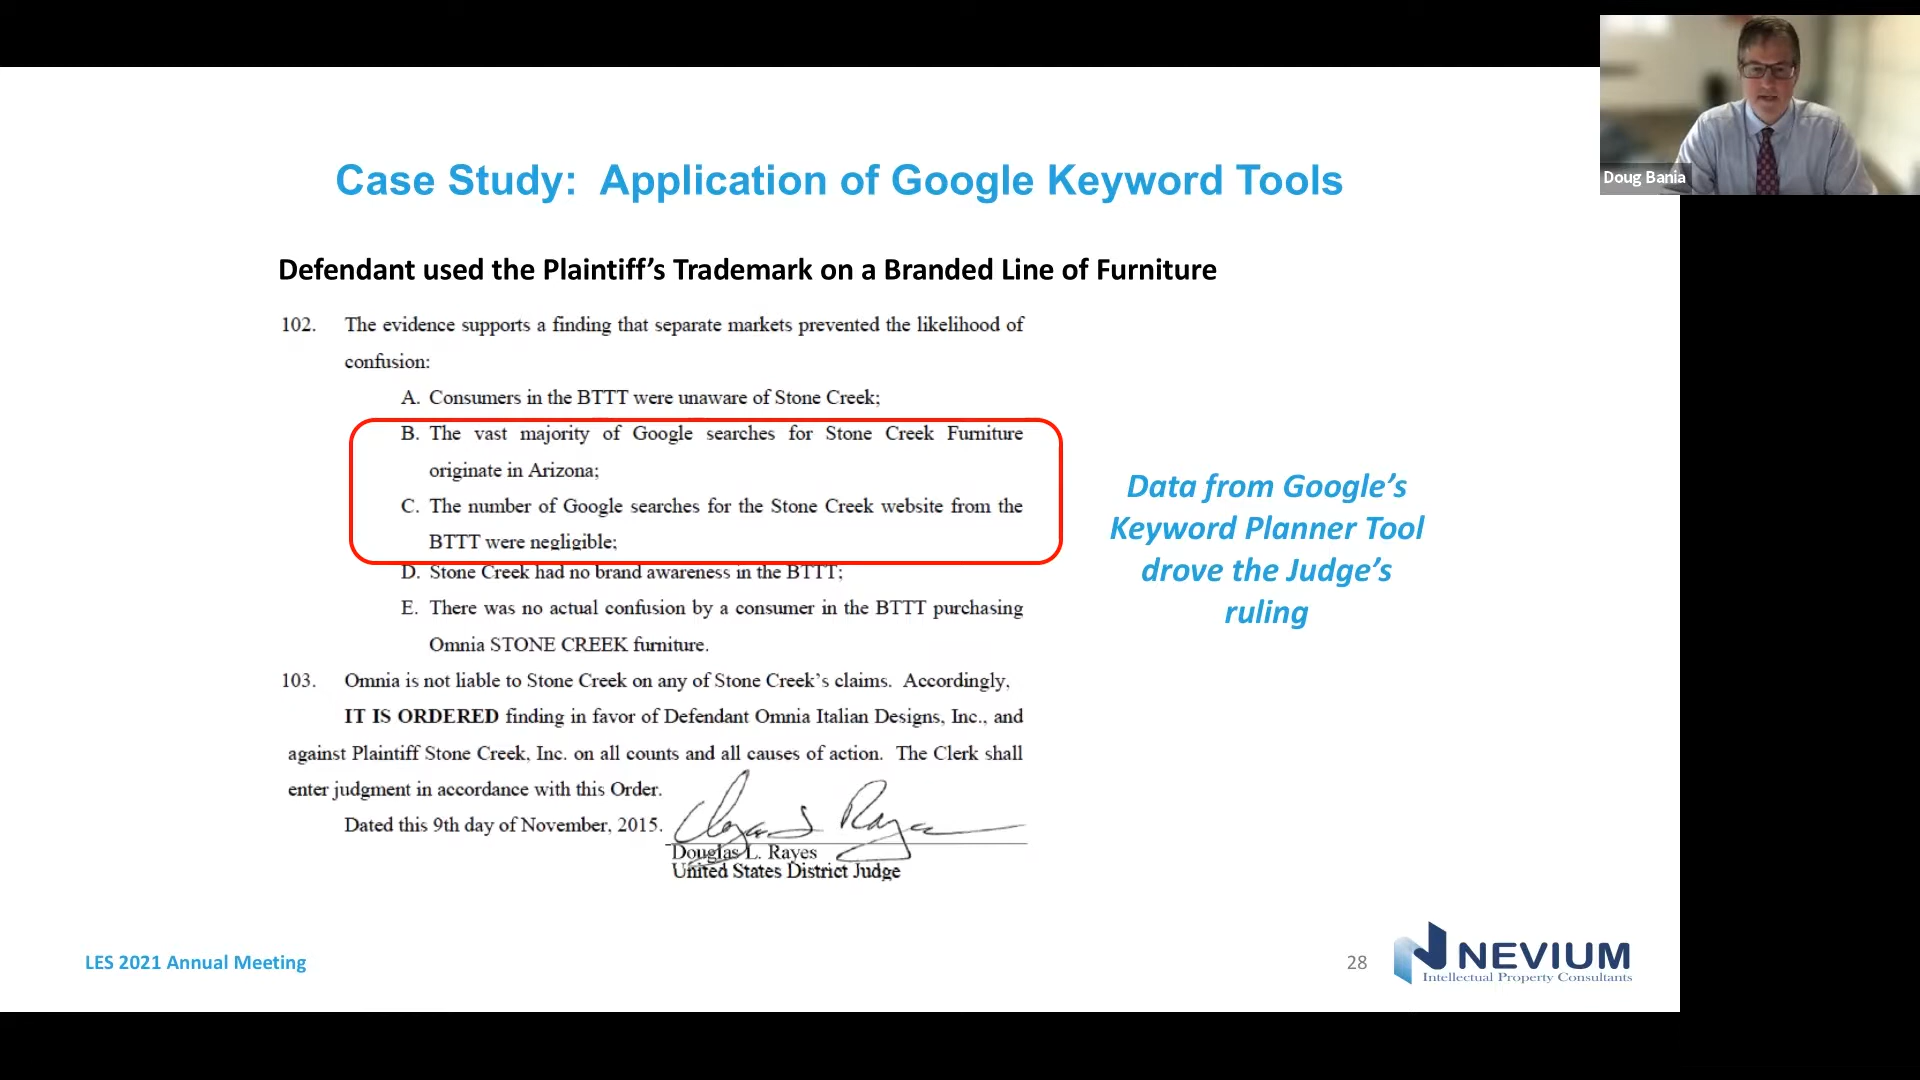 Doug Bania
Case Study:  Application of Google Keyword Tools
Defendant used the Plaintiff’s Trademark on a Branded Line of Furniture
102. The evidence supports a finding that separate markets prevented the likelihood of
confusion:
A. Consumers in the BTTT were unaware of Stone Creek;
B. The vast majority of Google searches for Stone Creek Furniture
originate in Arizona;
C. The number of Google searches for the Stone Creek website from the
BTTT were negligible;
D. Stone Creek had no brand awareness in the BTTT;
E. There was no actual confusion by a consumer in the BTTT purchasing
Omnia STONE CREEK furniture.
103. Omnia is not liable to Stone Creek on any of Stone Creek’s claims.  Accordingly,
IT IS ORDERED finding in favor of Defendant Omnia Italian Designs, Inc., and
against Plaintiff Stone Creek, Inc. on all counts and all causes of action.  The Clerk shall
enter judgment in accordance with this Order.
Dated this 9th day of November, 2015.
Douglas L. Rayes
United States District Judge
Data from Google’s
Keyword Planner Tool
drove the Judge’s
ruling
LES 2021 Annual Meeting
28
NEVIUM
Intellectual Property Consultants